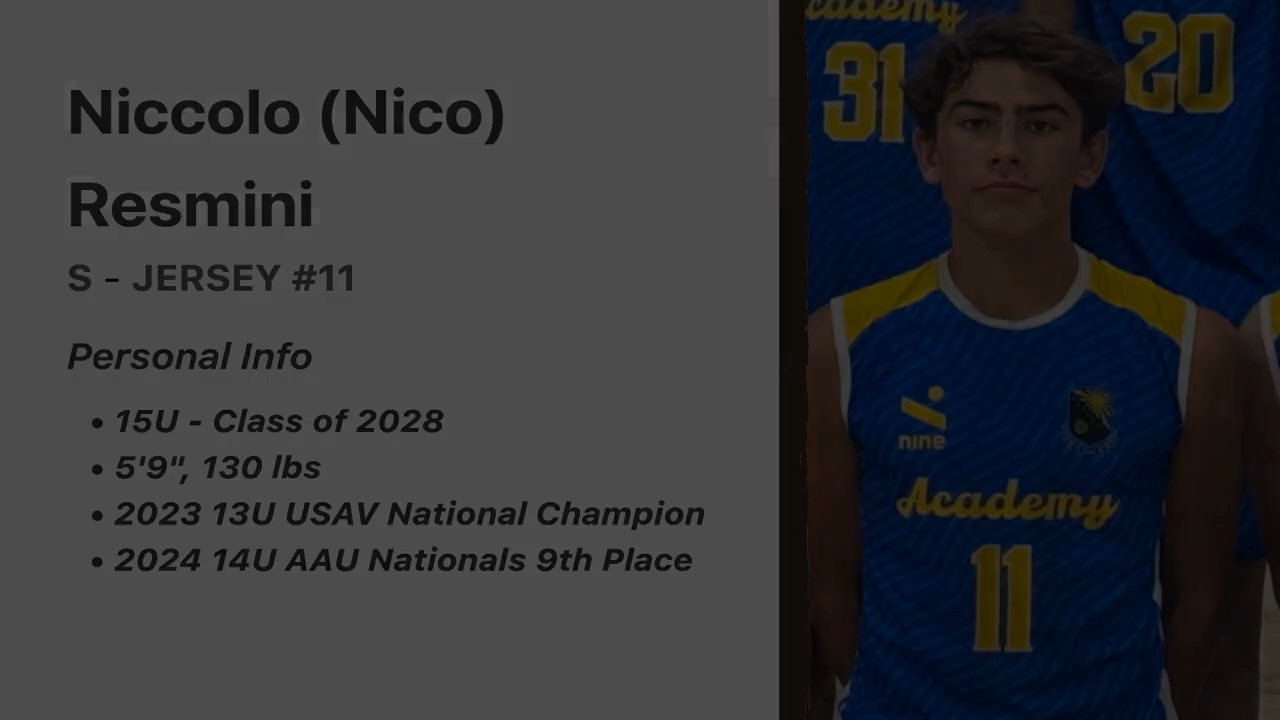 Niccolo (Nico)
Resmini
S - JERSEY #11
Personal Info
• 15U - Class of 2028
• 5'9", 130 lbs
• 2023 13U USAV National Champion
• 2024 14U AAU Nationals 9th Place
cademy
31
20
nine
Academy
11